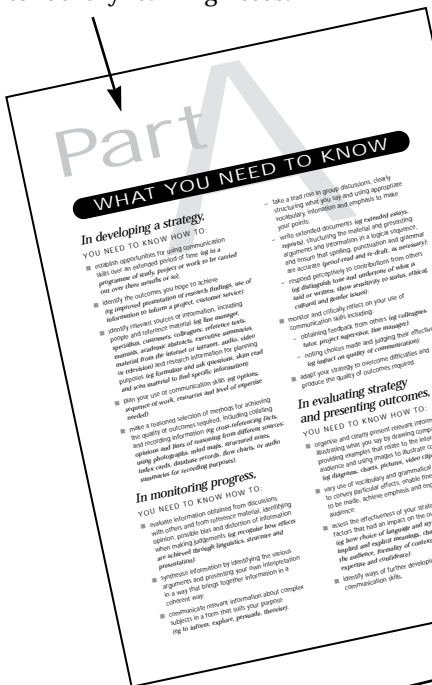 Part A
WHAT YOU NEED TO KNOW
In developing a strategy,
YOU NEED TO KNOW HOW TO:
■ establish opportunities for using communication
skills over an extended period of time (eg in a
programme of study, project or work to be carried
out over three months or so);
■ identify the outcomes you hope to achieve
(eg improved presentation of research findings, use of
information to inform a project, customer service);
■ identify relevant sources of information, including
people and reference material (eg line manager,
specialists, customers, colleagues; reference texts,
manuals, academic abstracts, executive summaries,
material from the internet or intranet, audio, video
or television) and research information for planning
purposes (eg formulate and ask questions, skim read
and scan material to find specific information);
■ plan your use of communication skills (eg options,
sequence of work, resources and level of expertise
needed);
■ make a reasoned selection of methods for achieving
the quality of outcomes required, including collating
and recording information (eg cross-referencing facts,
opinions and lines of reasoning from different sources;
using photographs, mind maps, structured notes,
index cards, database records, flow charts, or audio
summaries for recording purposes).
In monitoring progress,
YOU NEED TO KNOW HOW TO:
■ evaluate information obtained from discussions
with others and from reference material, identifying
opinion, possible bias and distortion of information
when making judgements (eg recognise how effects
are achieved through linguistics, structure and
presentation);
■ synthesise information by identifying the various
arguments and presenting your own interpretation
in a way that brings together information in a
coherent way;
■ communicate relevant information about complex
subjects in a form that suits your purpose
(eg to inform, explore, persuade, theorise).
– take a lead role in group discussions, clearly
structuring what you say and using appropriate
vocabulary, intonation and emphasis to make
your points;
– write extended documents (eg extended essays,
reports), structuring the material and presenting
arguments and information in a logical sequence,
and ensure that spelling, punctuation and grammar
are accurate (proof-read and re-draft, as necessary);
– respond perceptively to contributions from others
(eg distinguish tone and undertone of what is
said or written, show sensitivity to status, ethical,
cultural and gender issues);
■ monitor and critically reflect on your use of
communication skills including:
– obtaining feedback from others (eg colleagues,
tutor, project supervisor, line manager);
– noting choices made and judging their effective
(eg impact on quality of communication);
■ adapt your strategy to overcome difficulties and
produce the quality of outcomes required.
In evaluating strategy
and presenting outcomes,
YOU NEED TO KNOW HOW TO:
■ organise and clearly present relevant inform
illustrating what you say by drawing compa
providing examples that relate to the inter
audience and using images to illustrate co
(eg diagrams, charts, pictures, video clip
■ vary use of vocabulary and grammatical
to convey particular effects, enable fine
to be made, achieve emphasis and eng
audience;
■ assess the effectiveness of your strate
factors that had an impact on the ou
(eg how choice of language and sty
implied and explicit meanings, cha
the audience, formality of context
expertise and confidence);
■ identify ways of further develop
communication skills.